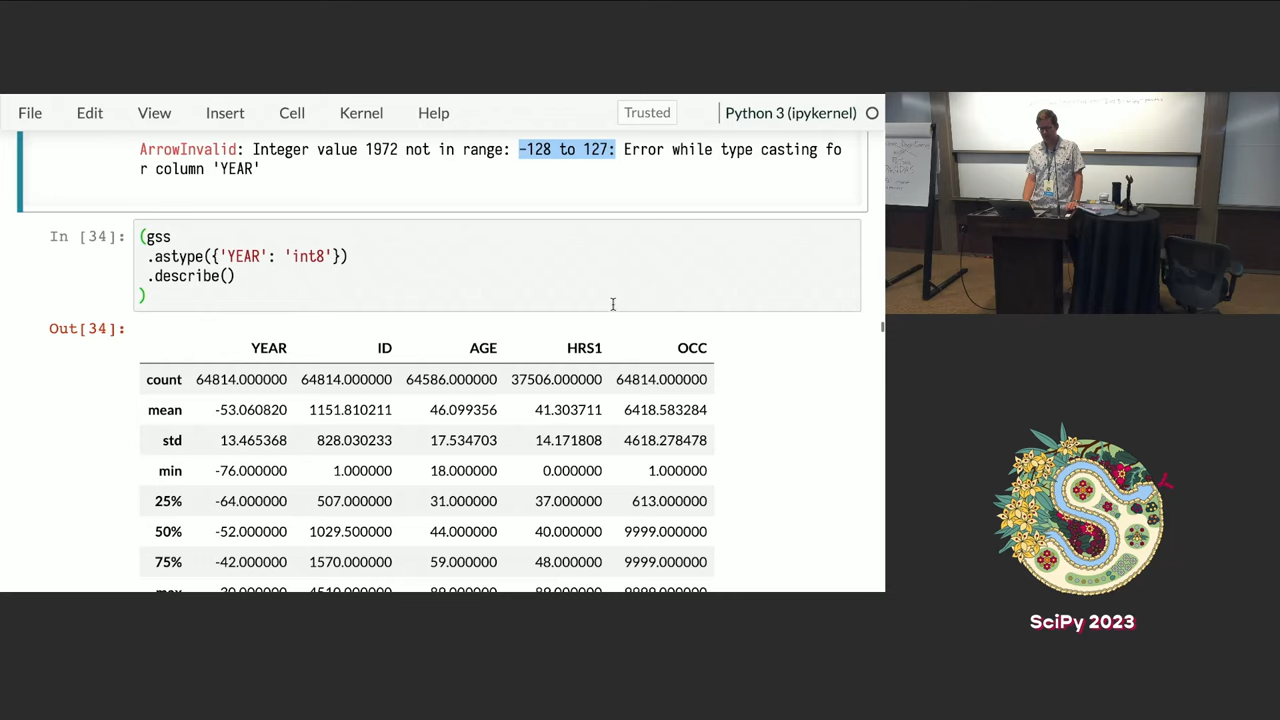 File Edit View Insert Cell Kernel Help Trusted Python 3 (ipykernel)
ArrowInvalid: Integer value 1972 not in range: -128 to 127: Error while type casting fo
r column 'YEAR'
In [34]:
(gss
.astype({'YEAR': 'int8'})
.describe()
)
Out[34]:
YEAR ID AGE HRS1 OCC
count 64814.000000 64814.000000 64586.000000 37506.000000 64814.000000
mean -53.060820 1151.810211 46.099356 41.303711 6418.583284
std 13.465368 828.030233 17.534703 14.171808 4618.278478
min -76.000000 1.000000 18.000000 0.000000 1.000000
25% -64.000000 507.000000 31.000000 37.000000 613.000000
50% -52.000000 1029.500000 44.000000 40.000000 9999.000000
75% -42.000000 1570.000000 59.000000 48.000000 9999.000000
SciPy 2023